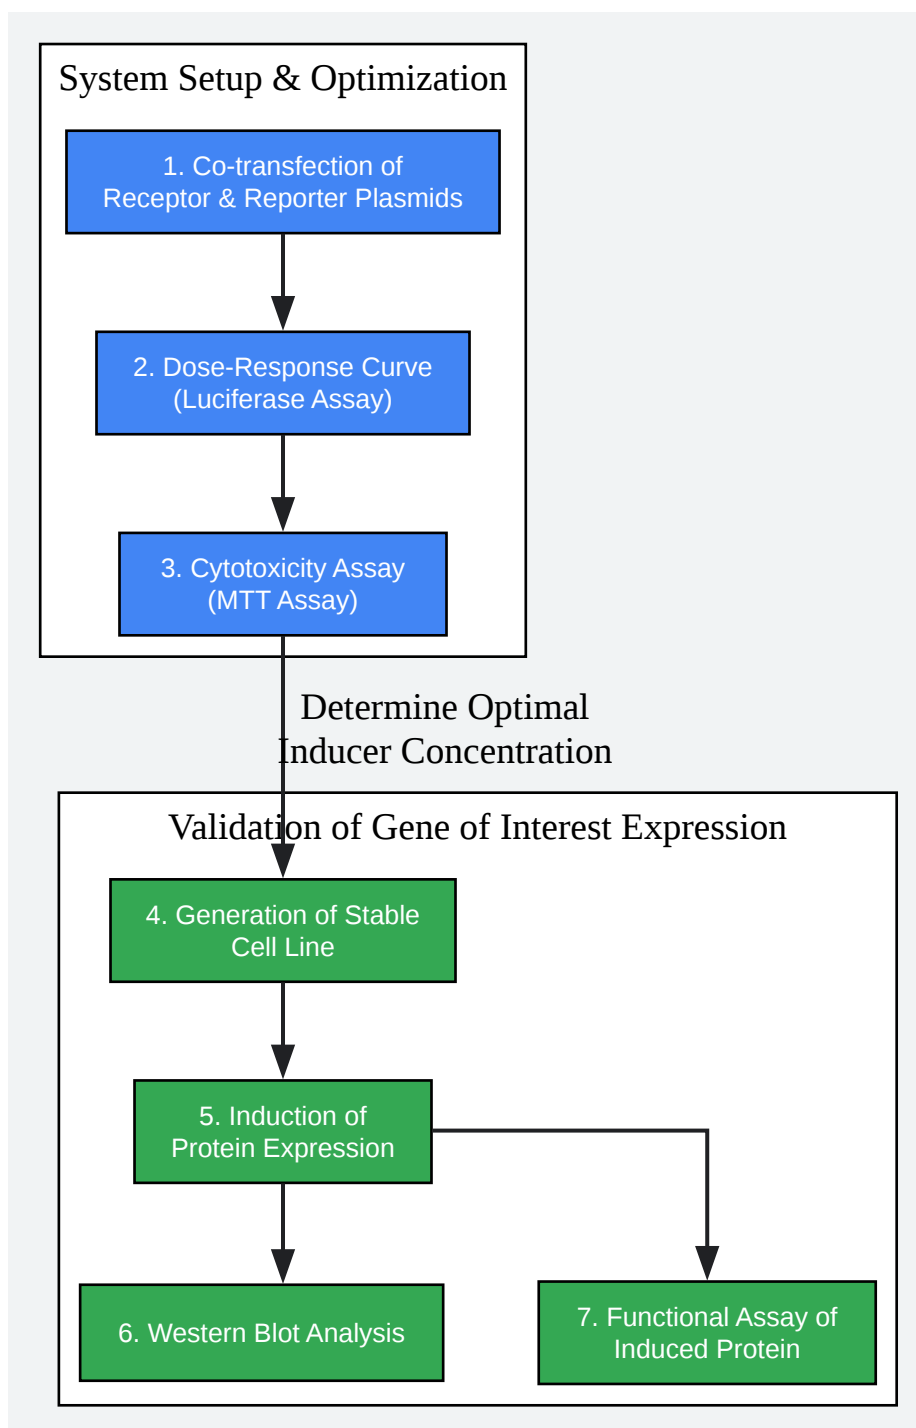 System Setup & Optimization
1. Co-transfection of
Receptor & Reporter Plasmids
2. Dose-Response Curve
(Luciferase Assay)
3. Cytotoxicity Assay
(MTT Assay)
Determine Optimal
Inducer Concentration
Validation of Gene of Interest Expression
4. Generation of Stable
Cell Line
5. Induction of
Protein Expression
6. Western Blot Analysis
7. Functional Assay of
Induced Protein